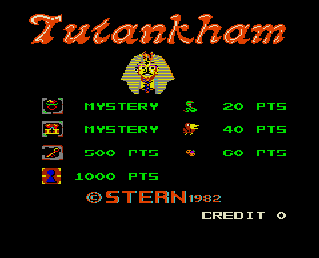 Tutankham
MYSTERY 20 PTS
MYSTERY 40 PTS
500 PTS 60 PTS
1000 PTS
©STERN 1982
CREDIT 0